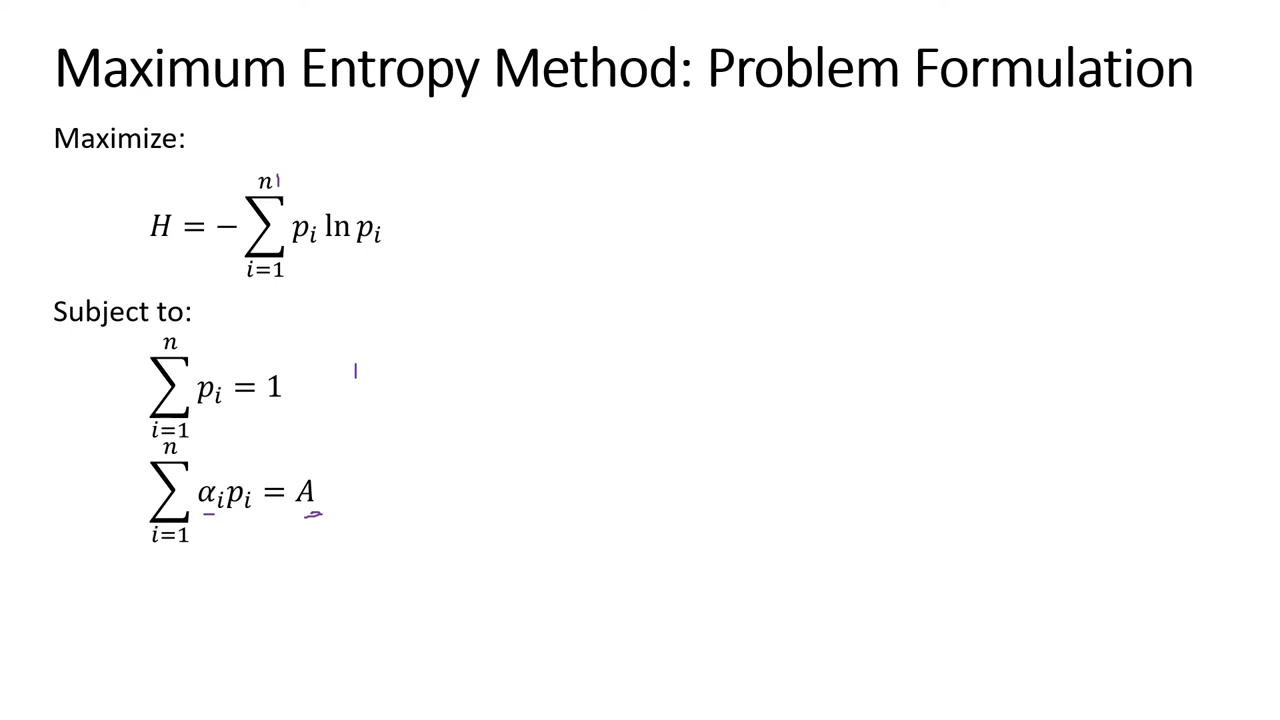 Maximum Entropy Method: Problem Formulation
Maximize:
H = −∑_{i=1}^{n} p_i ln p_i
Subject to:
∑_{i=1}^{n} p_i = 1
∑_{i=1}^{n} α_i p_i = A